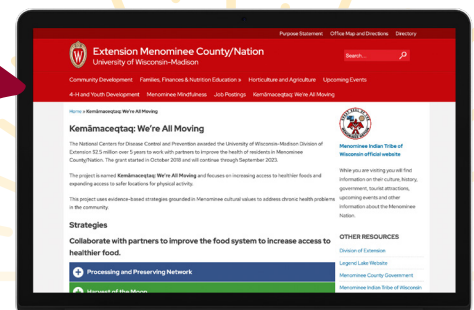 Purpose Statement Office Map and Directions Directory
Extension Menominee County/Nation
University of Wisconsin-Madison
Search...
Community Development Families, Finances & Nutrition Education » Horticulture and Agriculture Upcoming Events
4-H and Youth Development Menominee Mindfulness Job Postings Kemāmaceqtaq: We're All Moving
Home » Kemāmaceqtaq: We're All Moving
Kemāmaceqtaq: We're All Moving
The National Centers for Disease Control and Prevention awarded the University of Wisconsin-Madison Division of
Extension $2.5 million over 5 years to work with partners to improve the health of residents in Menominee
County/Nation. The grant started in October 2018 and will continue through September 2023.
The project is named Kemāmaceqtaq: We're All Moving and focuses on increasing access to healthier foods and
expanding access to safer locations for physical activity.
This project uses evidence-based strategies grounded in Menominee cultural values to address chronic health problems
in the community.
Strategies
Collaborate with partners to improve the food system to increase access to
healthier food.
Processing and Preserving Network
Harvest of the Moon
Menominee Indian Tribe of
Wisconsin official website
While you are visiting you will find
information on their culture, history,
government, tourist attractions,
upcoming events and other
information about the Menominee
Nation.
OTHER RESOURCES
Division of Extension
Legend Lake Website
Menominee County Government
Menominee Indian Tribe of Wisconsin